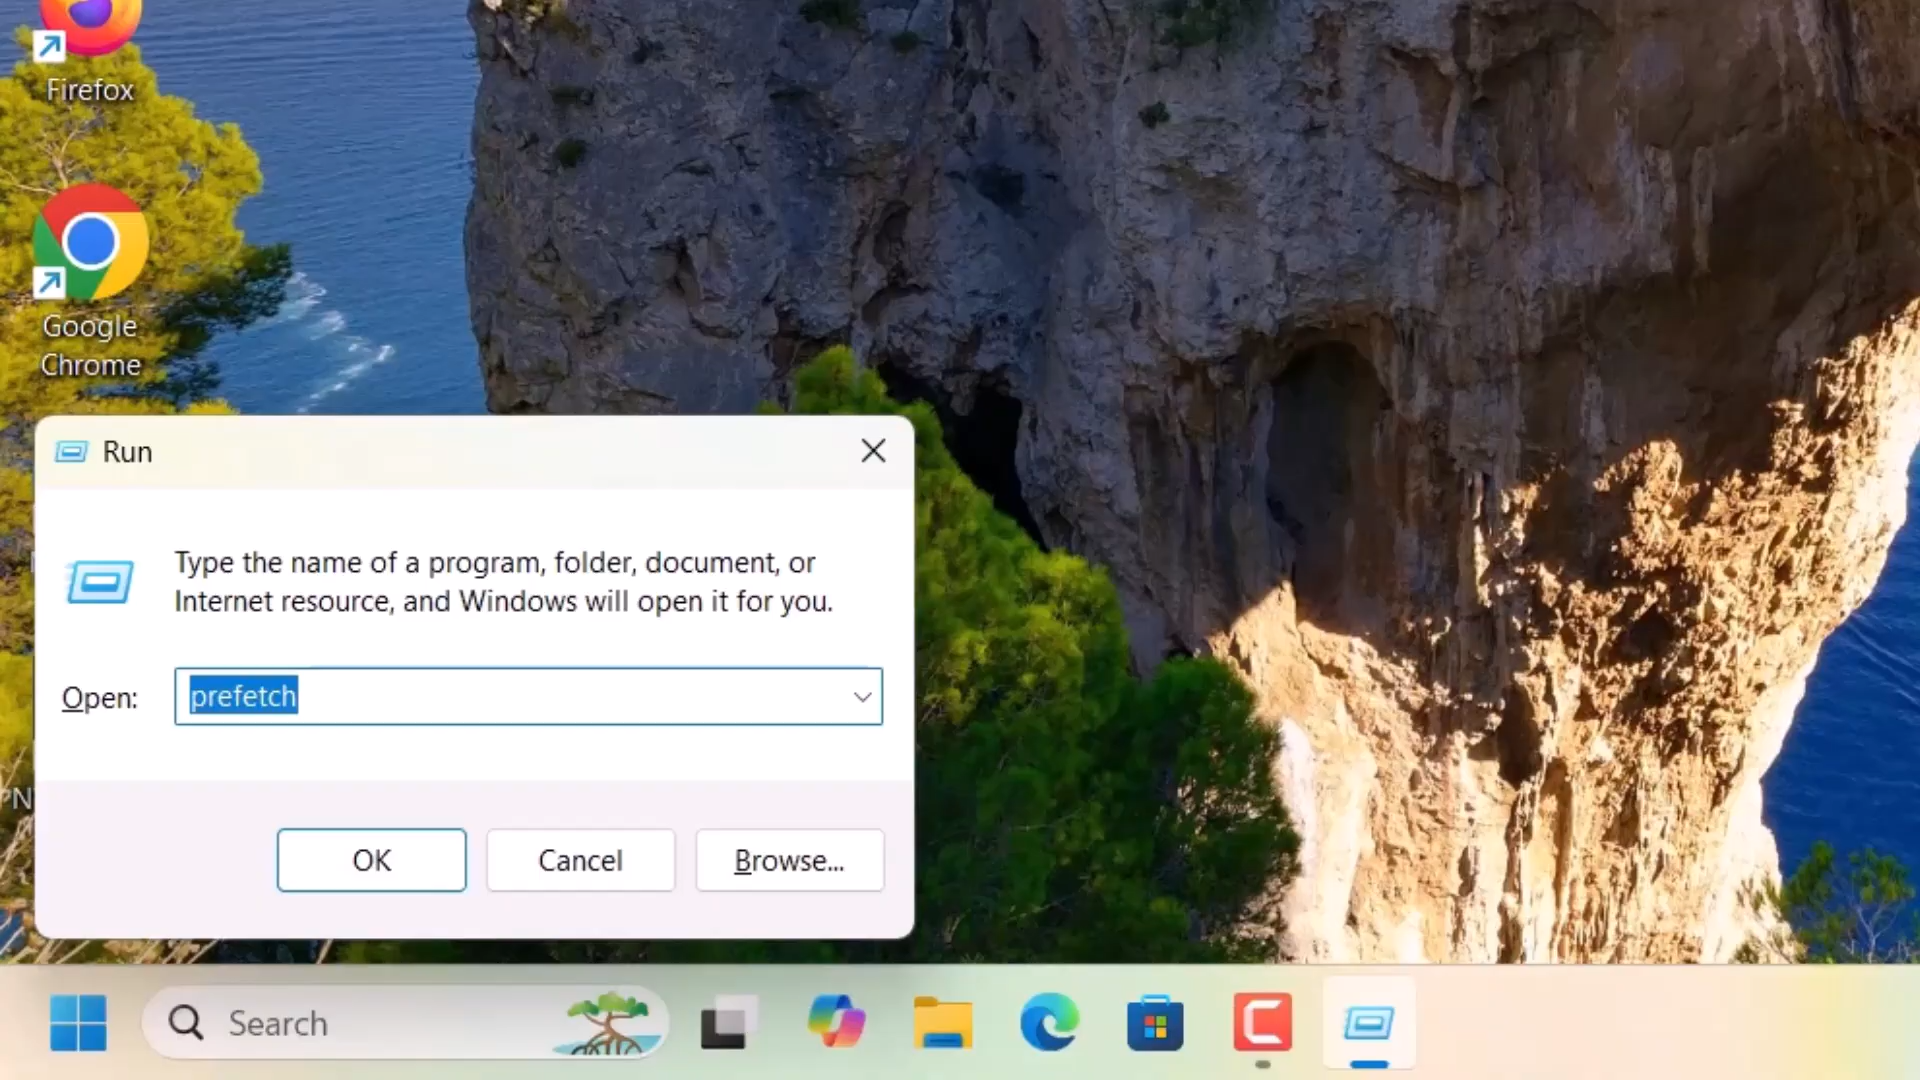 Firefox
Google
Chrome
Run
Type the name of a program, folder, document, or
Internet resource, and Windows will open it for you.
Open:
prefetch
OK
Cancel
Browse...
Search